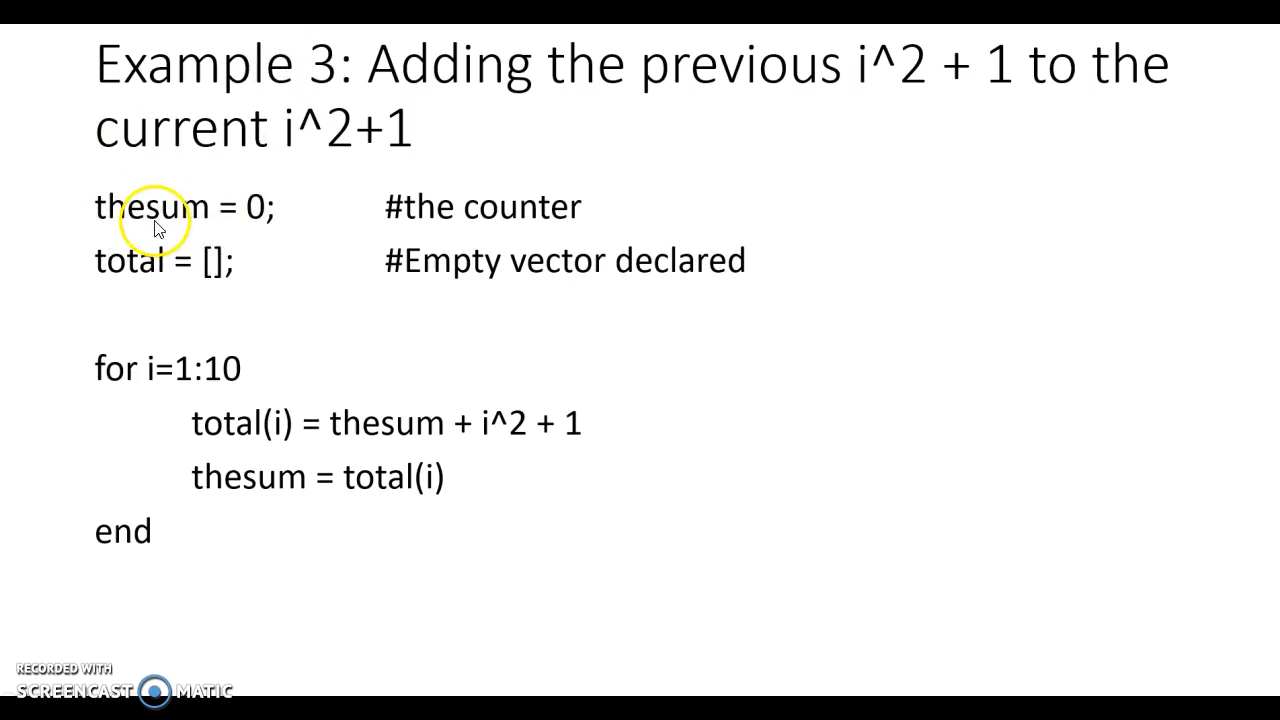 Example 3: Adding the previous i^2 + 1 to the
current i^2+1
thesum = 0; #the counter
total = []; #Empty vector declared
for i=1:10
total(i) = thesum + i^2 + 1
thesum = total(i)
end
RECORDED WITH
SCREENCAST MATIC